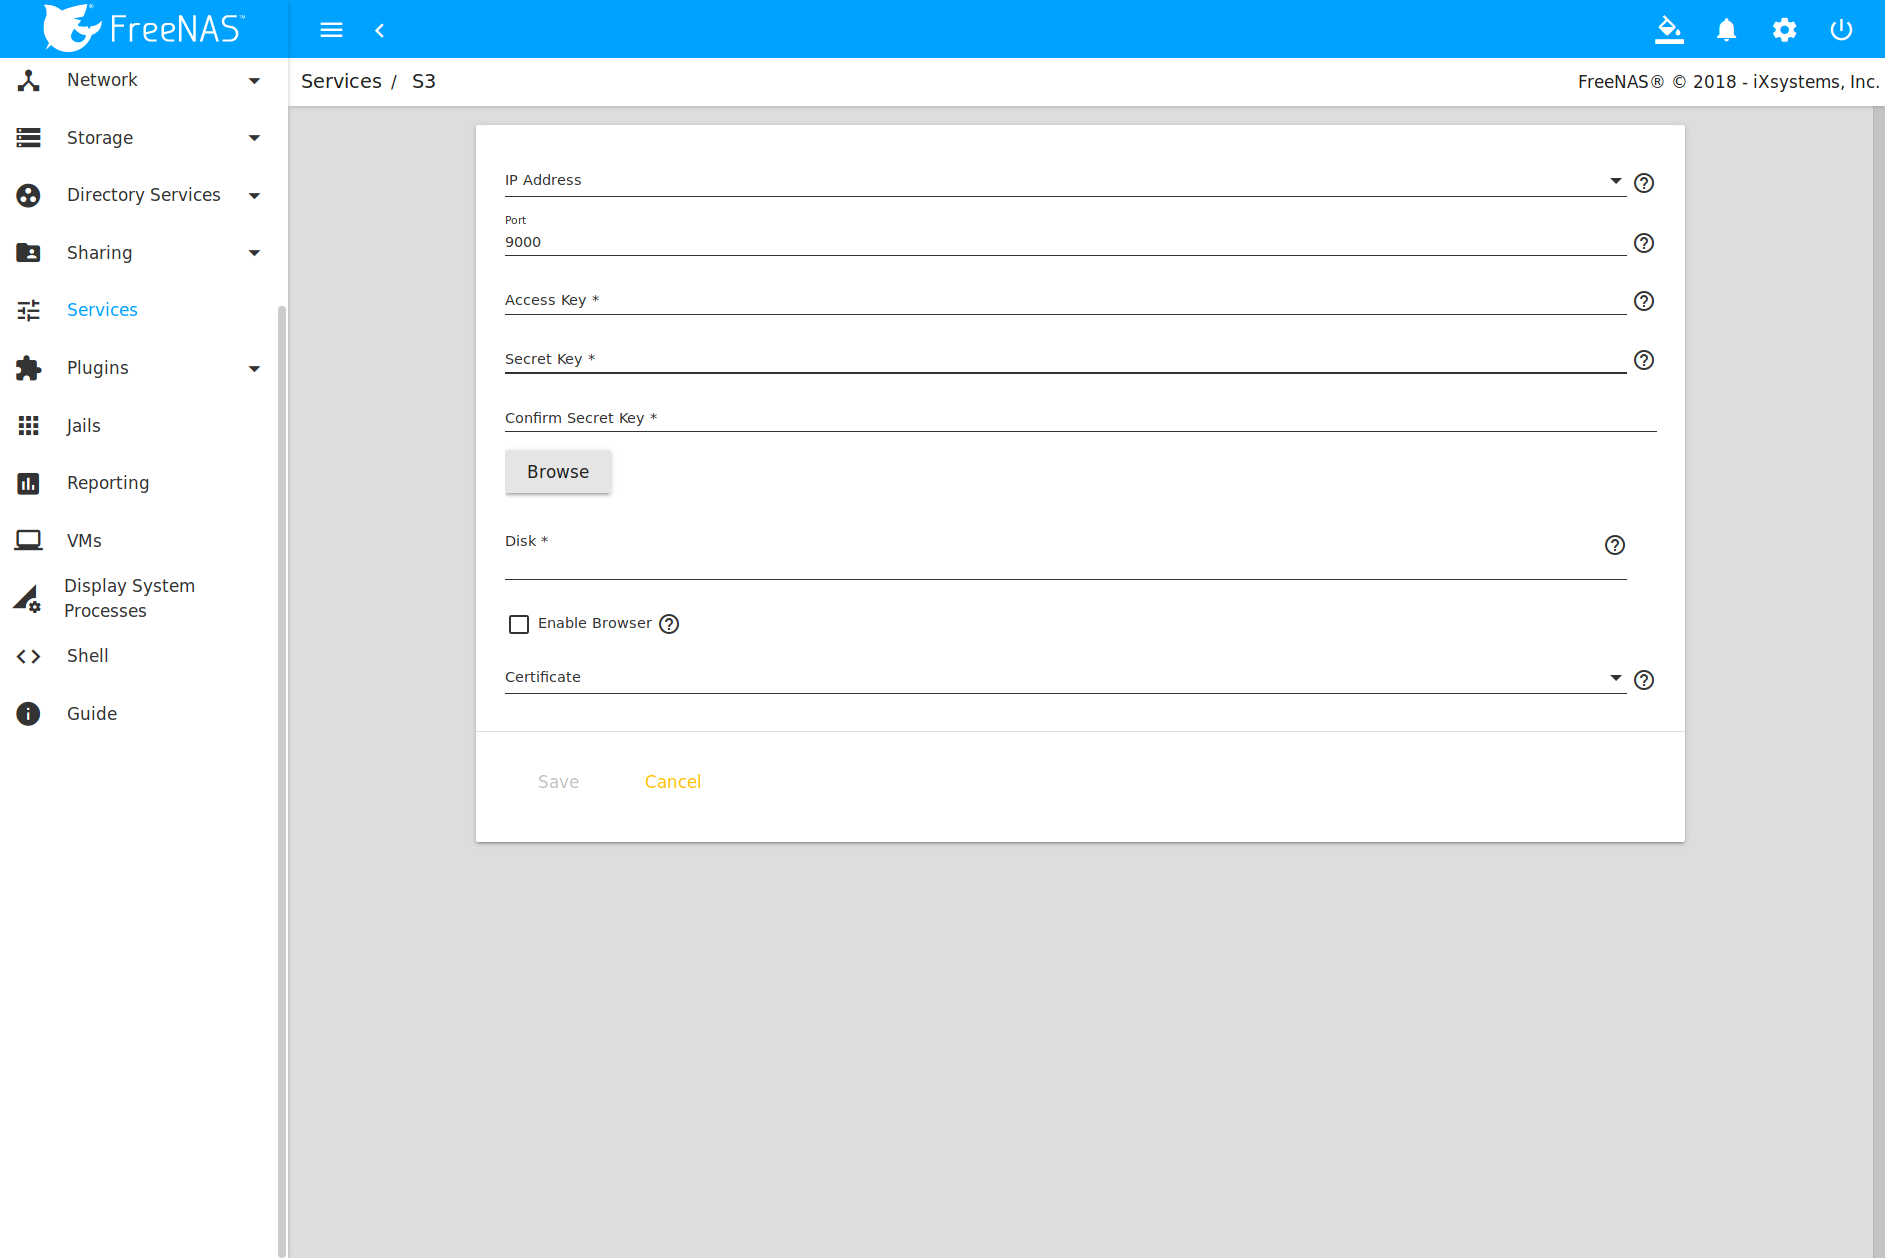 FreeNAS™
Network
Storage
Directory Services
Sharing
Services
Plugins
Jails
Reporting
VMs
Display System
Processes
Shell
Guide
Services / S3
FreeNAS® © 2018 - iXsystems, Inc.
IP Address
Port
9000
Access Key *
Secret Key *
Confirm Secret Key *
Browse
Disk *
Enable Browser
Certificate
Save
Cancel